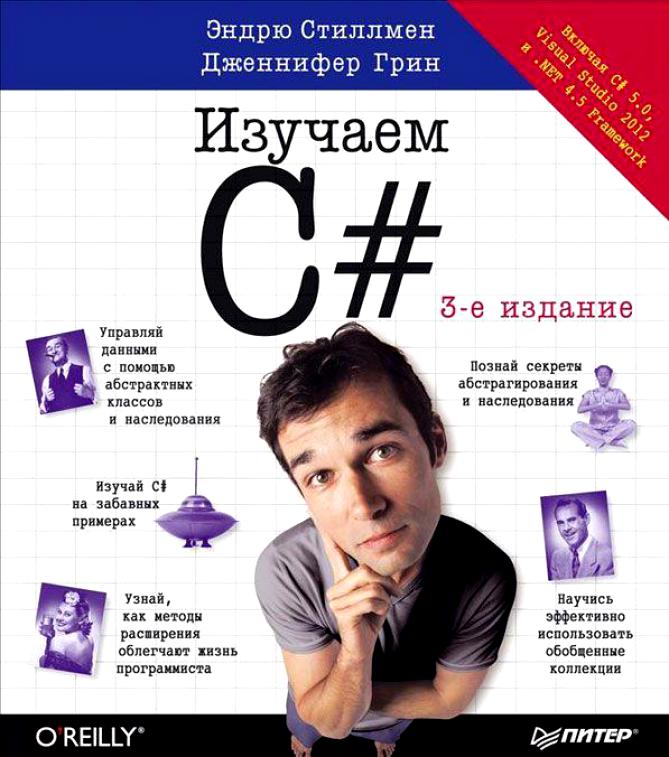 Эндрю Стиллмен
Дженнифер Грин
Включая C# 5.0,
Visual Studio 2012
и .NET 4.5 Framework
Изучаем
C#
3-е издание
Управляй
данными
с помощью
абстрактных
классов
и наследования
Познай секреты
абстрагирования
и наследования
Изучай C#
на забавных
примерах
Узнай,
как методы
расширения
облегчают жизнь
программиста
Научись
эффективно
использовать
обобщенные
коллекции
O'REILLY®
ПИТЕР®